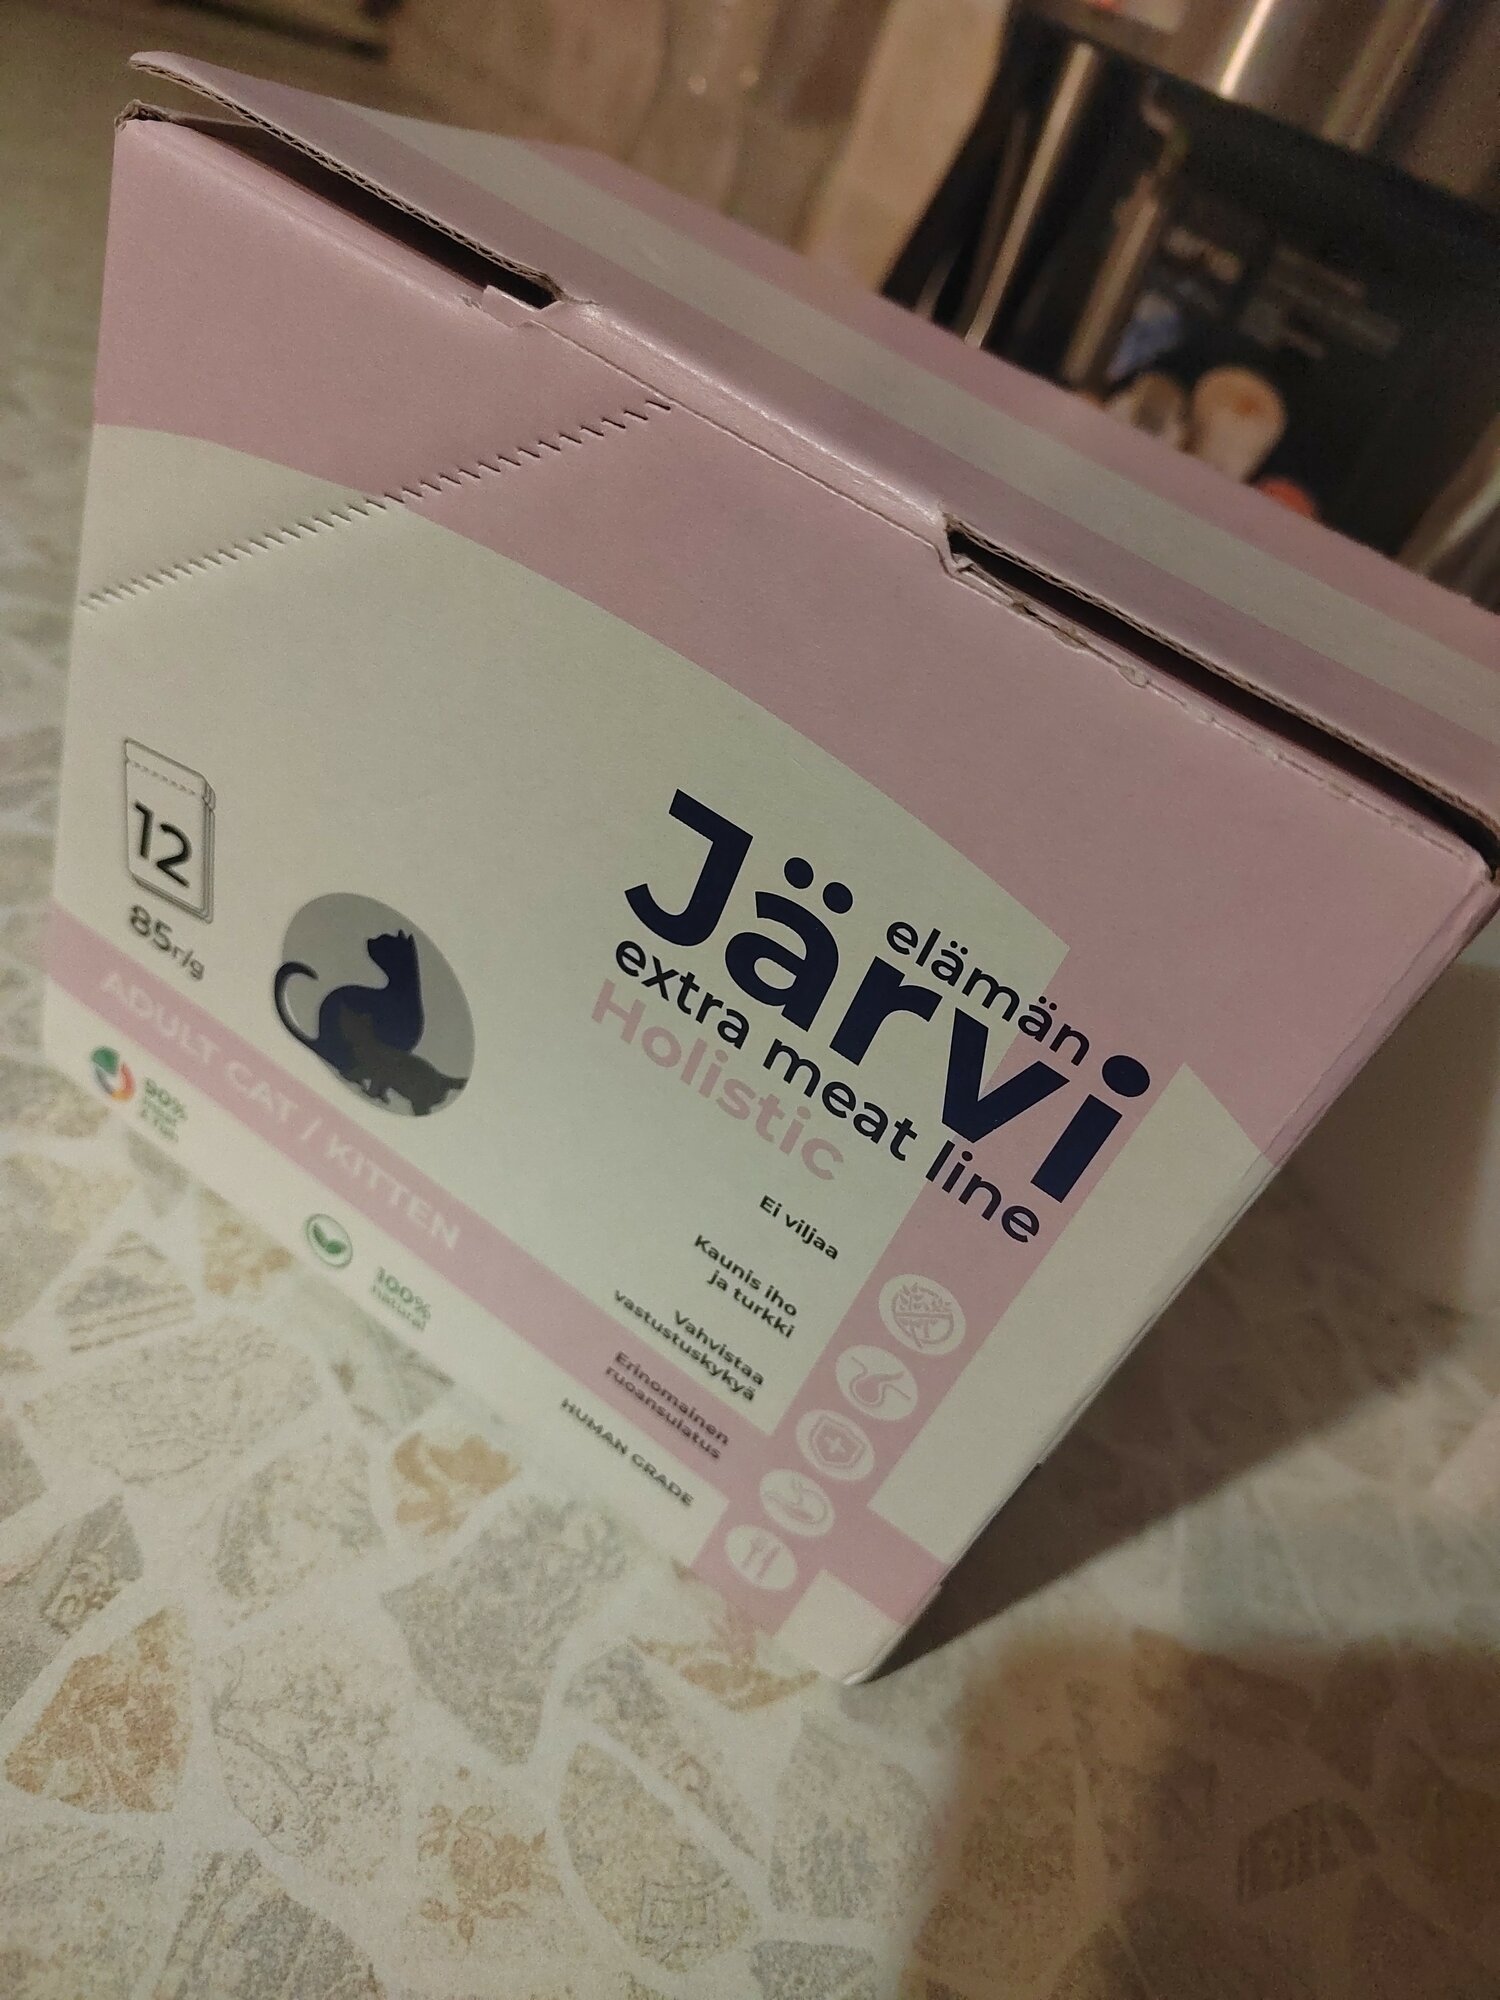 12
85г/g
ADULT CAT / KITTEN
90%
100%
natural
elämän
Järvi
extra meat line
Holistic
Ei viljaa
Kaunis iho
ja turkki
Vahvistaa
vastustuskykyä
Erinomainen
ruoansulatus
HUMAN GRADE